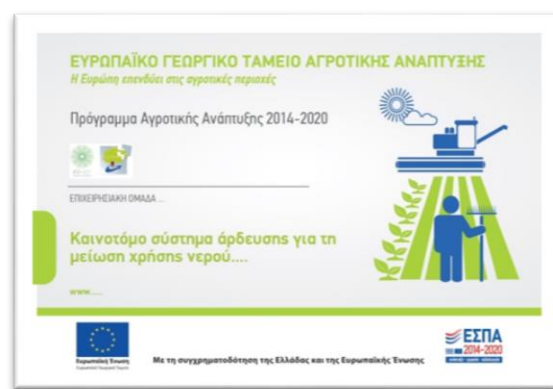 ΕΥΡΩΠΑΪΚΟ ΓΕΩΡΓΙΚΟ ΤΑΜΕΙΟ ΑΓΡΟΤΙΚΗΣ ΑΝΑΠΤΥΞΗΣ
Η Ευρώπη επενδύει στις αγροτικές περιοχές
Πρόγραμμα Αγροτικής Ανάπτυξης 2014-2020
ΕΠΙΧΕΙΡΗΣΙΑΚΗ ΟΜΑΔΑ ...
Καινοτόμο σύστημα άρδευσης για τη
μείωση χρήσης νερού....
www.....
Ευρωπαϊκή Ένωση
Με τη συγχρηματοδότηση της Ελλάδας και της Ευρωπαϊκής Ένωσης
ΕΣΠΑ
2014-2020